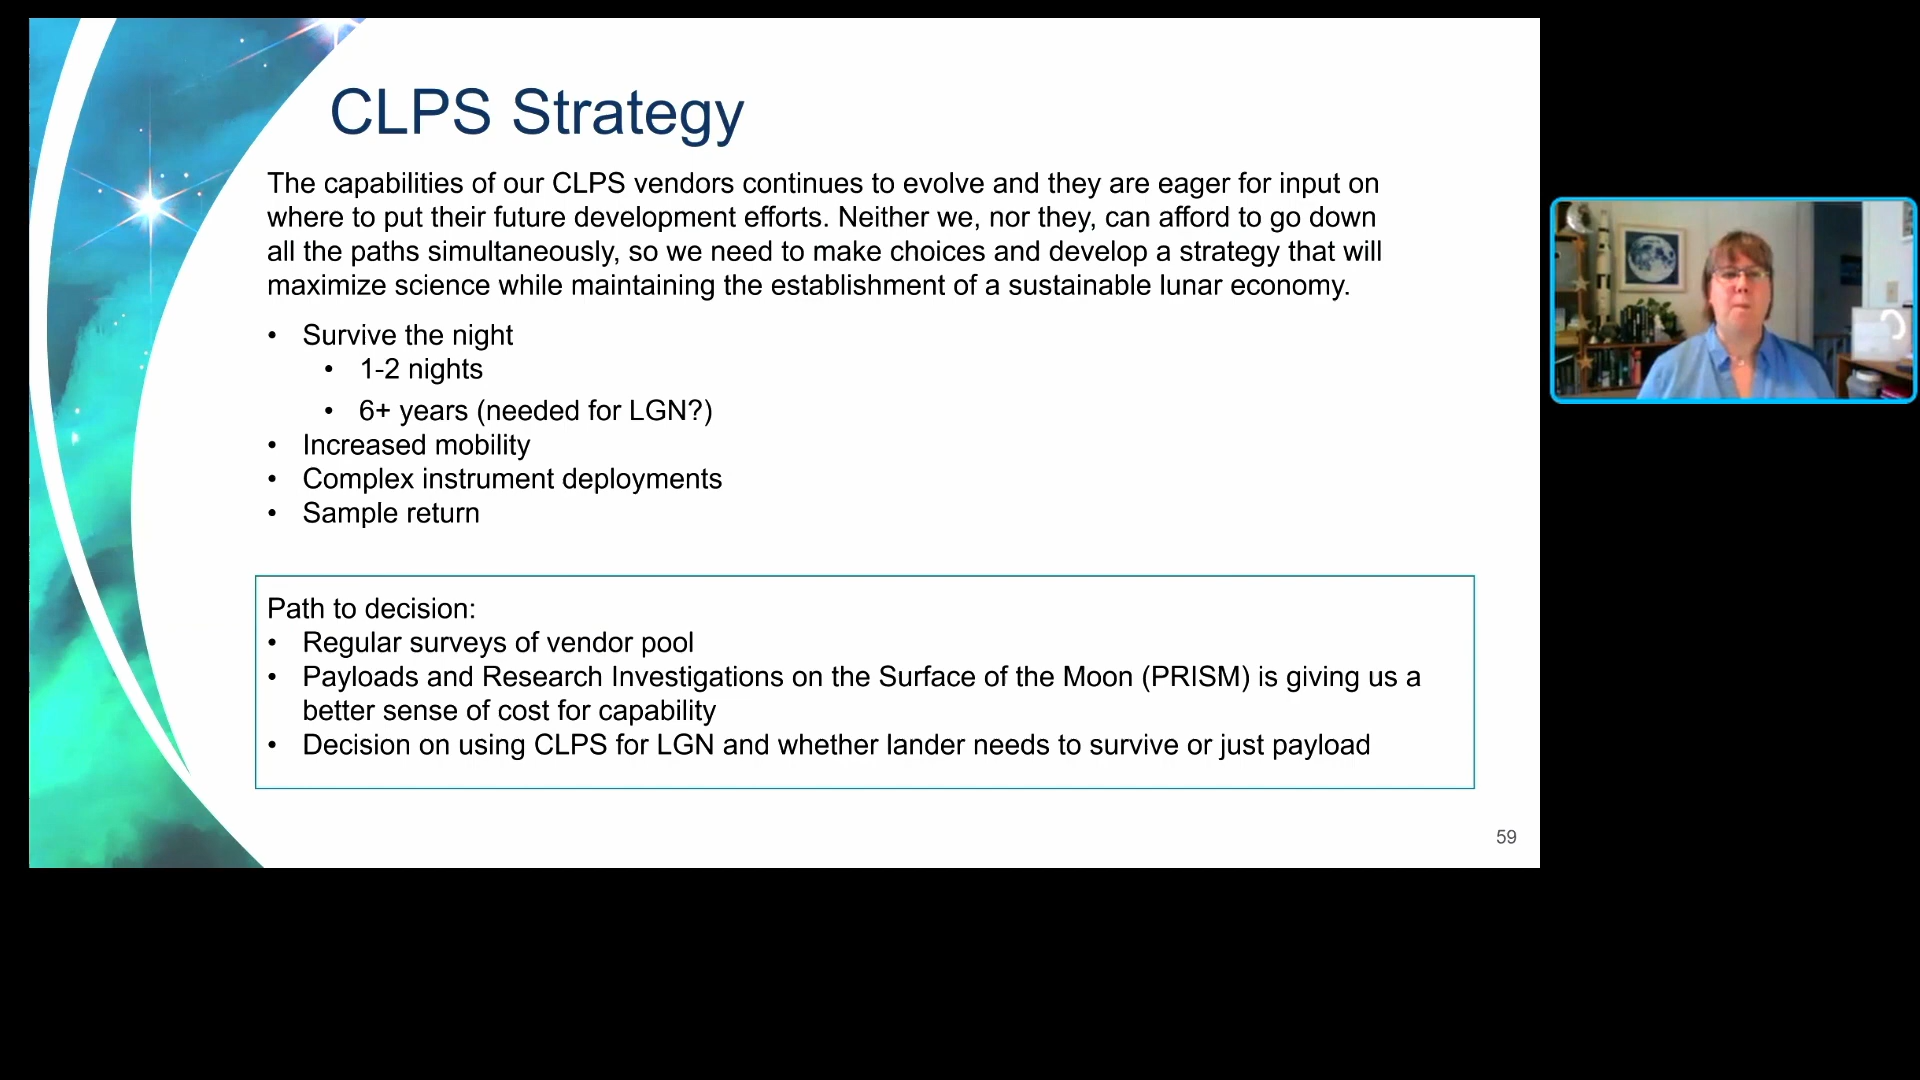 CLPS Strategy
The capabilities of our CLPS vendors continues to evolve and they are eager for input on
where to put their future development efforts. Neither we, nor they, can afford to go down
all the paths simultaneously, so we need to make choices and develop a strategy that will
maximize science while maintaining the establishment of a sustainable lunar economy.
• Survive the night
• 1-2 nights
• 6+ years (needed for LGN?)
• Increased mobility
• Complex instrument deployments
• Sample return
Path to decision:
• Regular surveys of vendor pool
• Payloads and Research Investigations on the Surface of the Moon (PRISM) is giving us a
better sense of cost for capability
• Decision on using CLPS for LGN and whether lander needs to survive or just payload
59